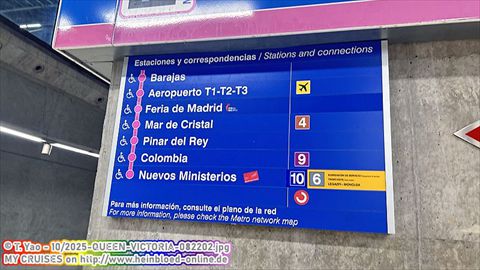 Estaciones y correspondencias / Stations and connections
Barajas
Aeropuerto T1-T2-T3
Feria de Madrid
Mar de Cristal 4
Pinar del Rey
Colombia 9
Nuevos Ministerios 10 6
Para más información, consulte el plano de la red
For more information, please check the Metro network map
© T. Yao - 10/2025-QUEEN-VICTORIA-082202.jpg
MY CRUISES on http://www.heinbloed-online.de